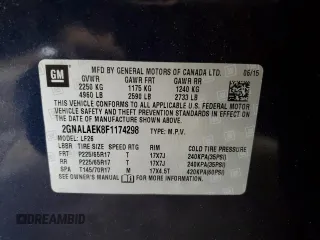 GM
MFD BY GENERAL MOTORS OF CANADA LTD. 06/15
GVWR GAWR FRT GAWR RR
2250 KG 1175 KG 1240 KG
4960 LB 2590 LB 2733 LB
THIS VEHICLE CONFORMS TO ALL APPLICABLE U.S. FEDERAL MOTOR VEHICLE
SAFETY AND THEFT PREVENTION STANDARDS IN EFFECT ON THE DATE OF
MANUFACTURE SHOWN ABOVE.
2GNALAEK8F1174298 TYPE: M.P.V.
MODEL: LF26
TIRE SIZE SPEED RTG RIM COLD TIRE PRESSURE
FRT P225/65R17 T 17X7J 240KPA(35PSI)
RR P225/65R17 T 17X7J 240KPA(35PSI)
SPA T145/70R17 M 17X4.5T 420KPA(60PSI)
SEE OWNER'S MANUAL FOR ADDITIONAL INFORMATION.
© DEALERBID